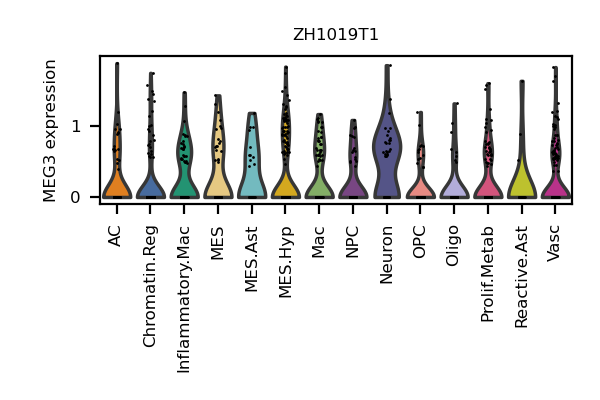 ZH1019T1
MEG3 expression
1
0
AC
Chromatin.Reg
Inflammatory.Mac
MES
MES.Ast
MES.Hyp
Mac
NPC
Neuron
OPC
Oligo
Prolif.Metab
Reactive.Ast
Vasc